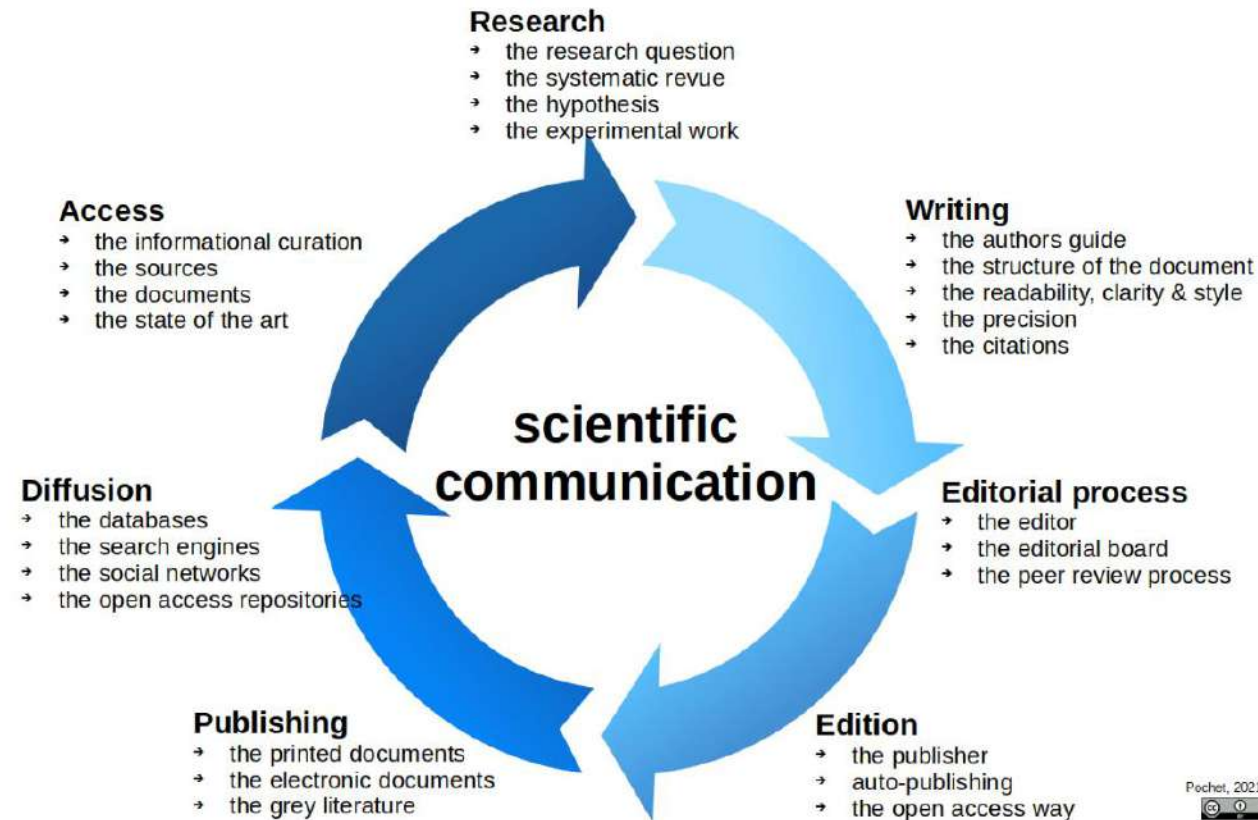 Research
➔ the research question
➔ the systematic revue
➔ the hypothesis
➔ the experimental work
Writing
➔ the authors guide
➔ the structure of the document
➔ the readability, clarity & style
➔ the precision
➔ the citations
Editorial process
➔ the editor
➔ the editorial board
➔ the peer review process
Edition
➔ the publisher
➔ auto-publishing
➔ the open access way
Publishing
➔ the printed documents
➔ the electronic documents
➔ the grey literature
Diffusion
➔ the databases
➔ the search engines
➔ the social networks
➔ the open access repositories
Access
➔ the informational curation
➔ the sources
➔ the documents
➔ the state of the art
scientific
communication
Pochet,
cc
BY